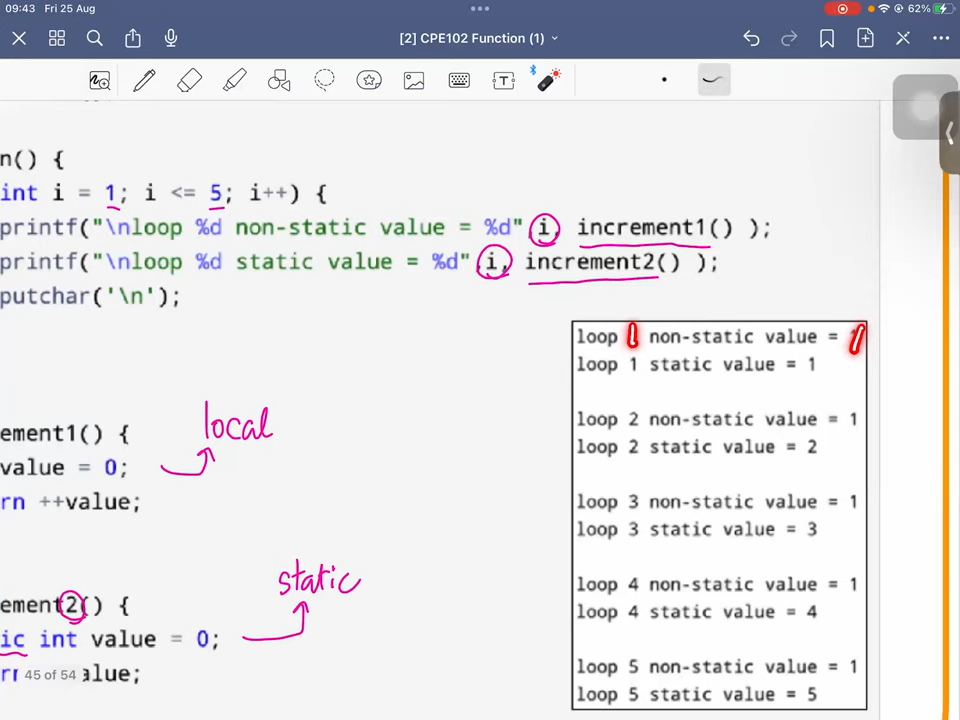 09:43 Fri 25 Aug
62%
[2] CPE102 Function (1)
n() {
int i = 1; i <= 5; i++) {
printf("\nloop %d non-static value = %d", i, increment1() );
printf("\nloop %d static value = %d", i, increment2() );
putchar('\n');
loop 1 non-static value = 1
loop 1 static value = 1
loop 2 non-static value = 1
loop 2 static value = 2
loop 3 non-static value = 1
loop 3 static value = 3
loop 4 non-static value = 1
loop 4 static value = 4
loop 5 non-static value = 1
loop 5 static value = 5
local
ement1() {
value = 0;
rn ++value;
static
ement2() {
ic int value = 0;
45 of 54
alue;